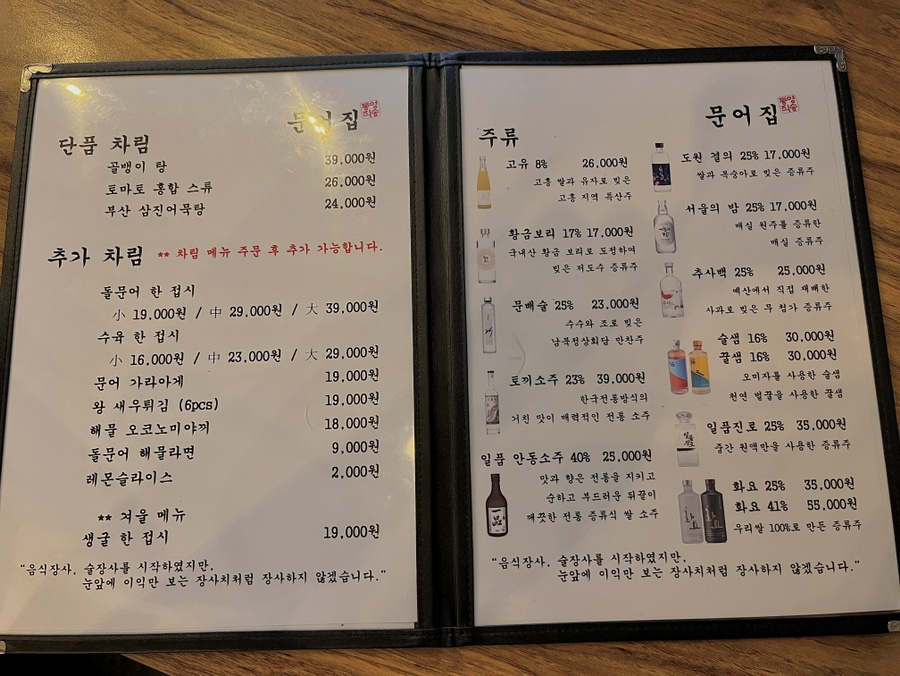 문어집
단품 차림
골뱅이 탕 39,000원
토마토 홍합 스튜 26,000원
부산 삼진어묵탕 24,000원
추가 차림 ** 차림 메뉴 주문 후 추가 가능합니다.
돌문어 한 접시
小 19,000원 / 中 29,000원 / 大 39,000원
수육 한 접시
小 16,000원 / 中 23,000원 / 大 29,000원
문어 가라아게 19,000원
왕 새우튀김 (6pcs) 19,000원
해물 오코노미야끼 18,000원
돌문어 해물라면 9,000원
레몬슬라이스 2,000원
** 겨울 메뉴
생굴 한 접시 19,000원
"음식장사, 술장사를 시작하였지만,
눈앞에 이익만 보는 장사치처럼 장사하지 않겠습니다."
문어집
주류
고유 8% 26,000원
고흥 쌀과 유자로 빚은
고흥 지역 특산주
황금보리 17% 17,000원
국내산 황금 보리로 도정하여
빚은 저도수 증류주
문배술 25% 23,000원
수수와 조로 빚은
남북정상회담 만찬주
토끼소주 23% 39,000원
한국전통방식의
거친 맛이 매력적인 전통 소주
일품 안동소주 40% 25,000원
맛과 향은 전통을 지키고
순하고 부드러운 뒤끝이
깨끗한 전통 증류식 쌀 소주
도원 결의 25% 17,000원
쌀과 복숭아로 빚은 증류주
서울의 밤 25% 17,000원
매실 원주를 증류한
매실 증류주
추사백 25% 25,000원
예산에서 직접 재배한
사과로 빚은 무 첨가 증류주
술샘 16% 30,000원
꿀샘 16% 30,000원
오미자를 사용한 술샘
천연 벌꿀을 사용한 꿀샘
일품진로 25% 35,000원
중간 원액만을 사용한 증류주
화요 25% 35,000원
화요 41% 55,000원
우리쌀 100%로 만든 증류주
"음식장사, 술장사를 시작하였지만,
눈앞에 이익만 보는 장사치처럼 장사하지 않겠습니다."